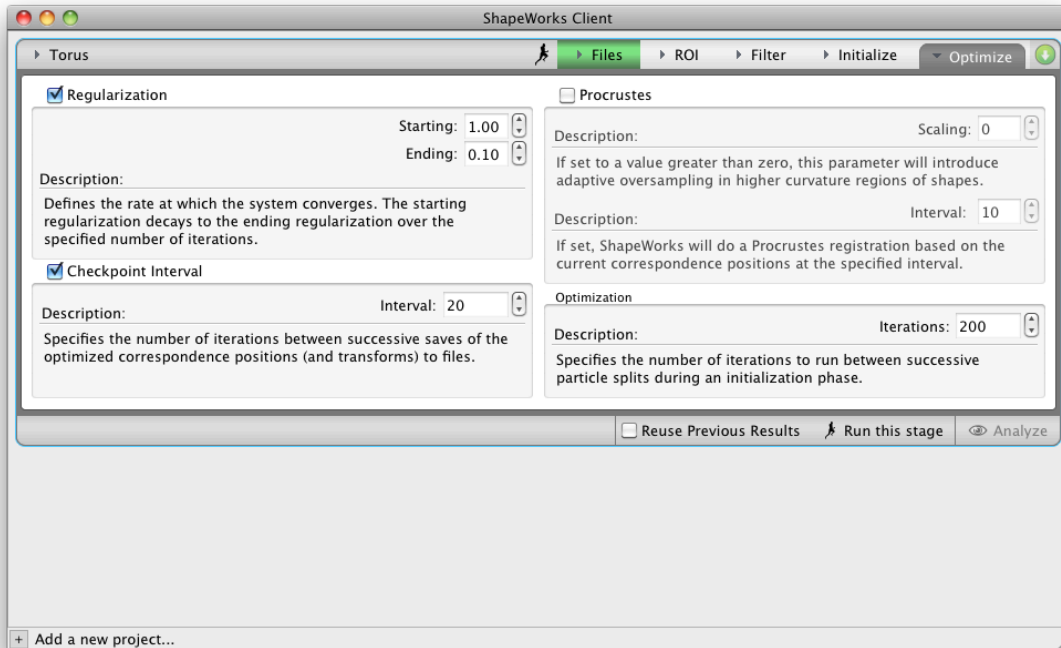 ShapeWorks Client
Torus
Files
ROI
Filter
Initialize
Optimize
Regularization
Starting: 1.00
Ending: 0.10
Description:
Defines the rate at which the system converges. The starting
regularization decays to the ending regularization over the
specified number of iterations.
Checkpoint Interval
Interval: 20
Description:
Specifies the number of iterations between successive saves of the
optimized correspondence positions (and transforms) to files.
Procrustes
Scaling: 0
Description:
If set to a value greater than zero, this parameter will introduce
adaptive oversampling in higher curvature regions of shapes.
Interval: 10
Description:
If set, ShapeWorks will do a Procrustes registration based on the
current correspondence positions at the specified interval.
Optimization
Iterations: 200
Description:
Specifies the number of iterations to run between successive
particle splits during an initialization phase.
Reuse Previous Results
Run this stage
Analyze
+ Add a new project...